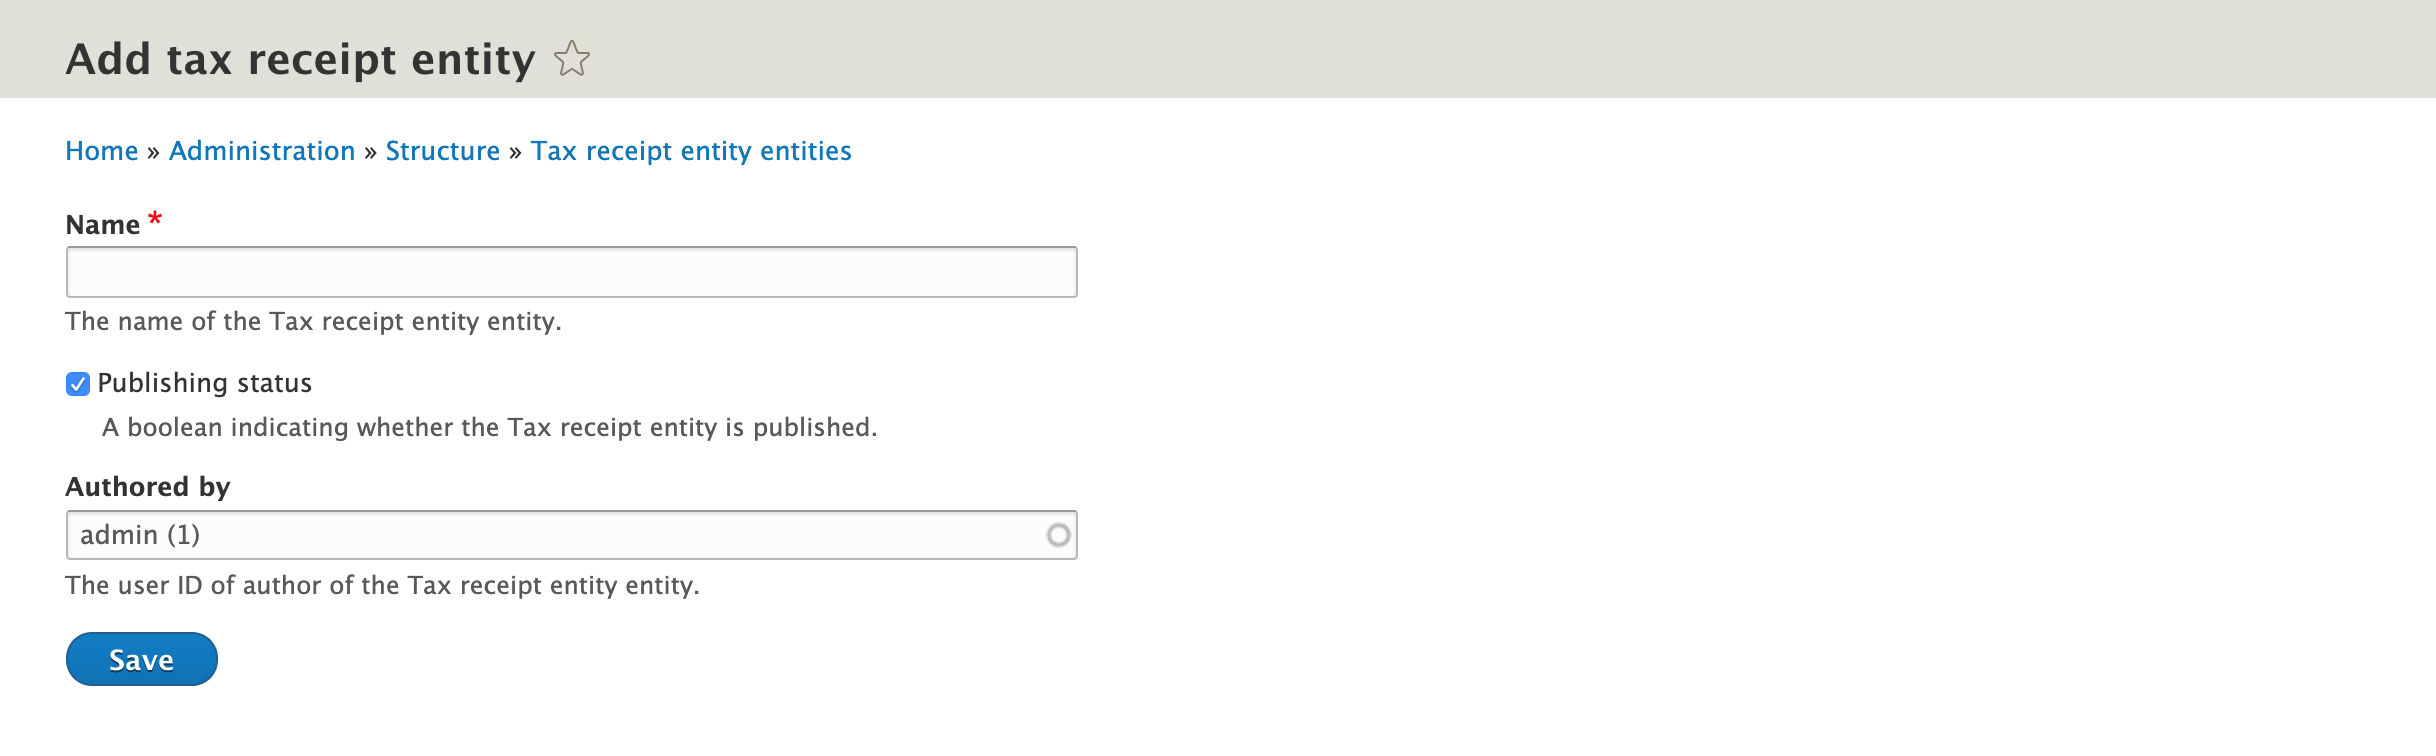 Add tax receipt entity
Home » Administration » Structure » Tax receipt entity entities
Name *
The name of the Tax receipt entity entity.
Publishing status
A boolean indicating whether the Tax receipt entity is published.
Authored by
admin (1)
The user ID of author of the Tax receipt entity entity.
Save